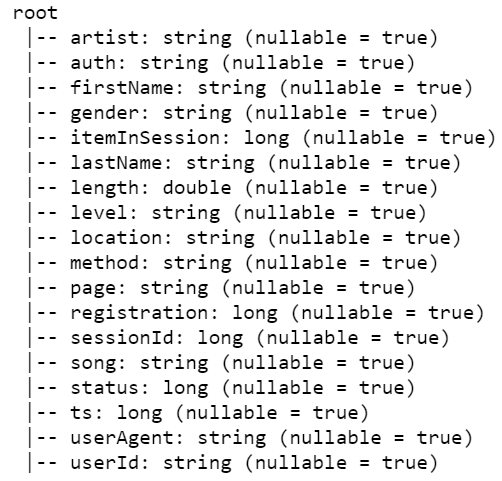 root
 |-- artist: string (nullable = true)
 |-- auth: string (nullable = true)
 |-- firstName: string (nullable = true)
 |-- gender: string (nullable = true)
 |-- itemInSession: long (nullable = true)
 |-- lastName: string (nullable = true)
 |-- length: double (nullable = true)
 |-- level: string (nullable = true)
 |-- location: string (nullable = true)
 |-- method: string (nullable = true)
 |-- page: string (nullable = true)
 |-- registration: long (nullable = true)
 |-- sessionId: long (nullable = true)
 |-- song: string (nullable = true)
 |-- status: long (nullable = true)
 |-- ts: long (nullable = true)
 |-- userAgent: string (nullable = true)
 |-- userId: string (nullable = true)